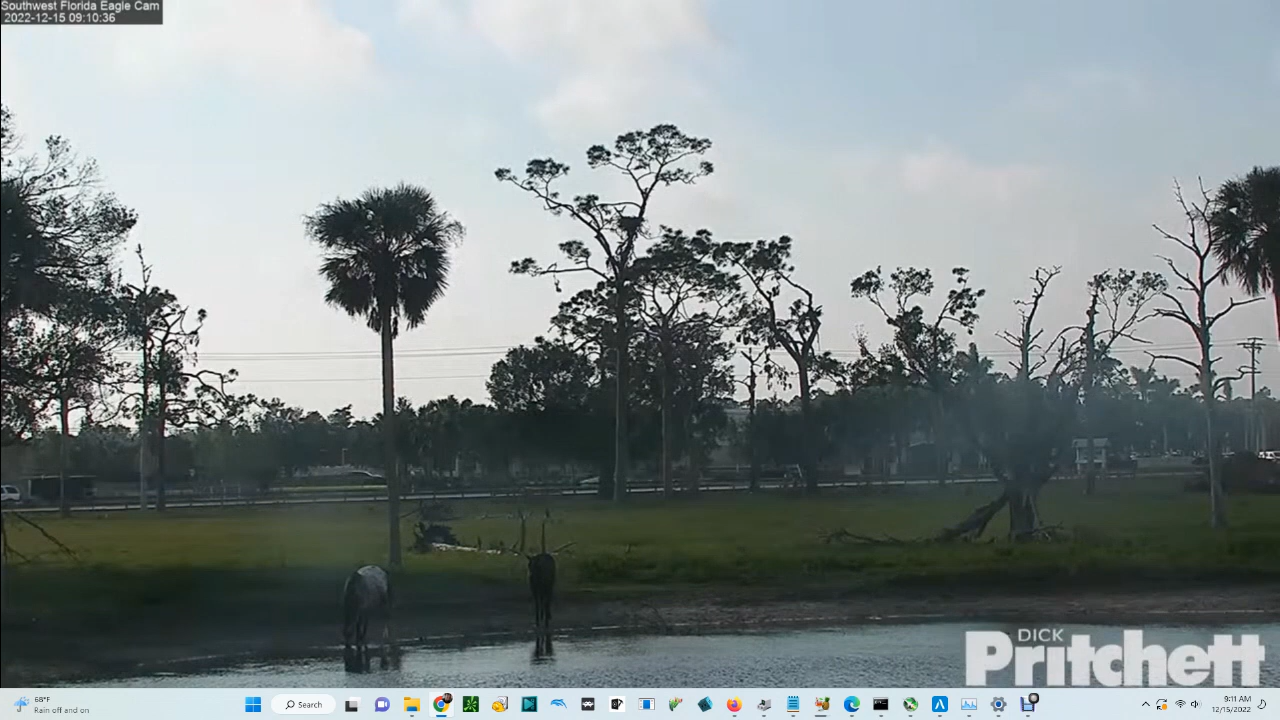 Southwest Florida Eagle Cam
2022-12-15 09:10:36
DICK
Pritchett
68°F
Rain off and on
Search
9:11 AM
12/15/2022